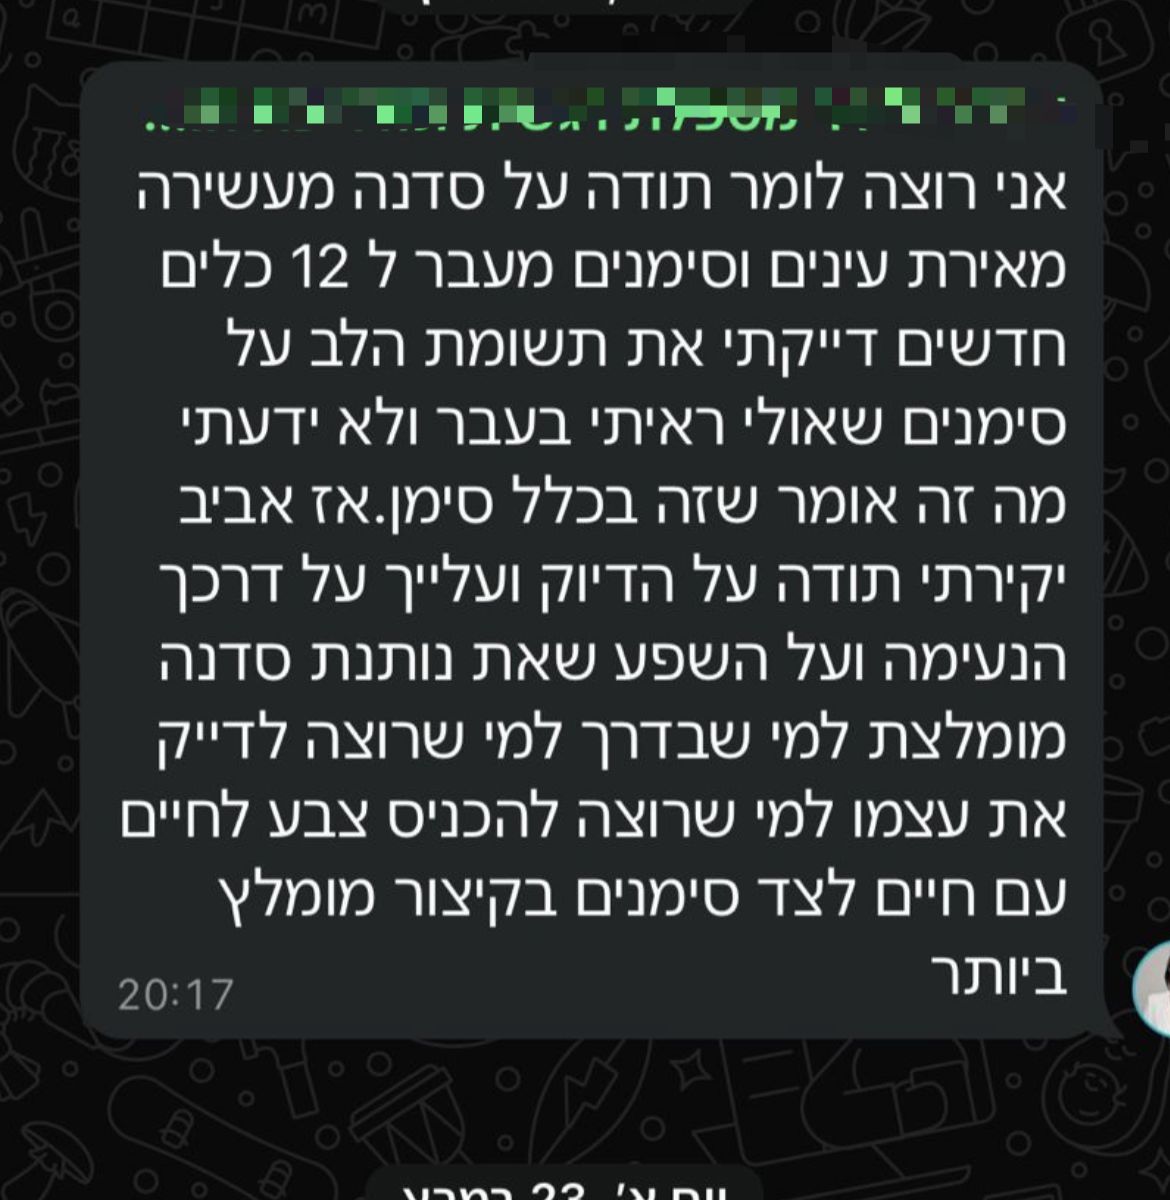 אני רוצה לומר תודה על סדנה מעשירה
מאירת עינים וסימנים מעבר ל 12 כלים
חדשים דייקתי את תשומת הלב על
סימנים שאולי ראיתי בעבר ולא ידעתי
מה זה אומר שזה בכלל סימן.אז אביב
יקירתי תודה על הדיוק ועלייך על דרכך
הנעימה ועל השפע שאת נותנת סדנה
מומלצת למי שבדרך למי שרוצה לדייק
את עצמו למי שרוצה להכניס צבע לחיים
עם חיים לצד סימנים בקיצור מומלץ
ביותר
20:17
יום א׳, 23 במרץ